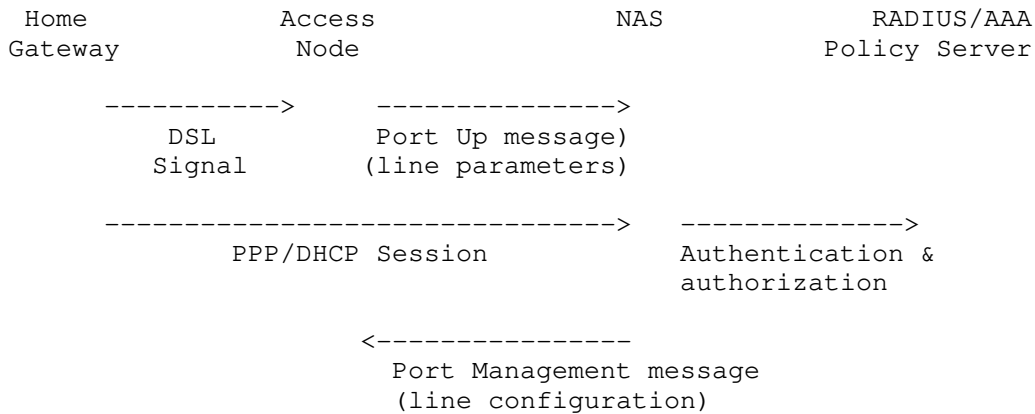 Home Access NAS RADIUS/AAA
Gateway Node Policy Server
-----------> --------------->
DSL Port Up message)
Signal (line parameters)
--------------------------------> -------------->
PPP/DHCP Session Authentication &
authorization
<----------------
Port Management message
(line configuration)